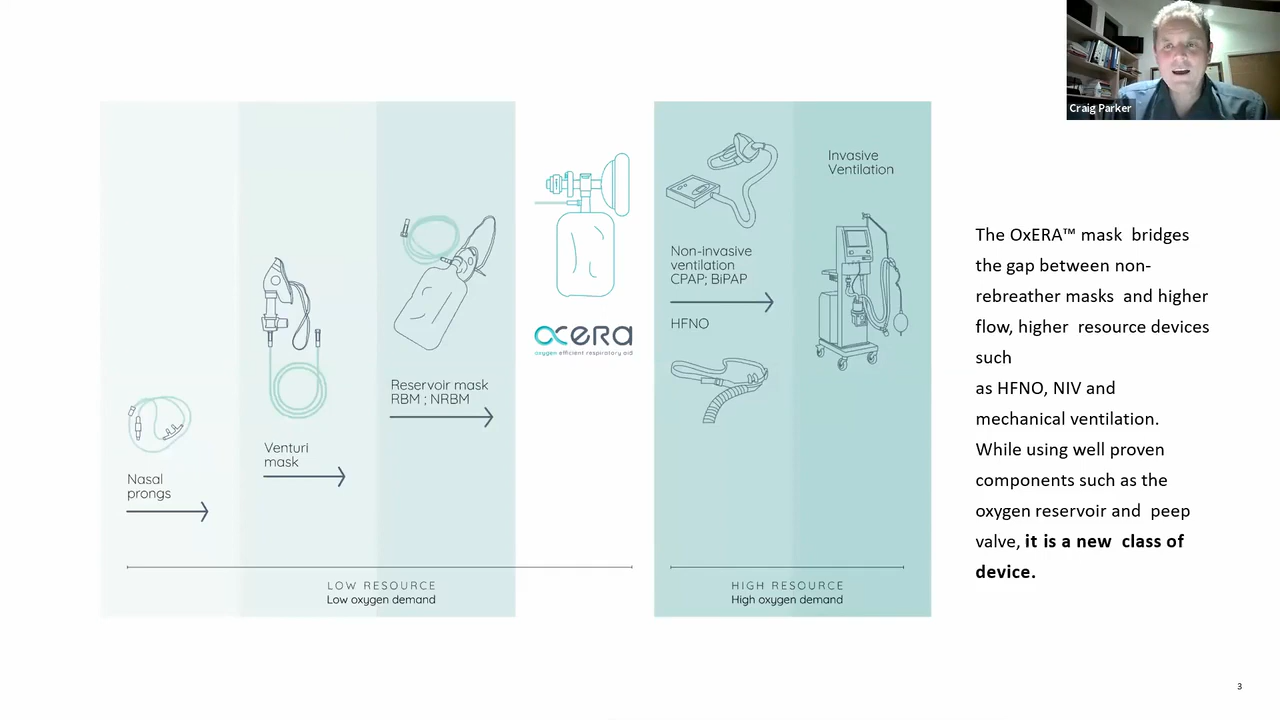 Craig Parker
Invasive
Ventilation
Non-invasive
ventilation
CPAP; BiPAP
HFNO
oxera
oxygen efficient respiratory aid
Reservoir mask
RBM ; NRBM
Venturi
mask
Nasal
prongs
LOW RESOURCE
Low oxygen demand
HIGH RESOURCE
High oxygen demand
The OxERA™ mask bridges
the gap between non-
rebreather masks and higher
flow, higher resource devices
such
as HFNO, NIV and
mechanical ventilation.
While using well proven
components such as the
oxygen reservoir and peep
valve, it is a new class of
device.
3